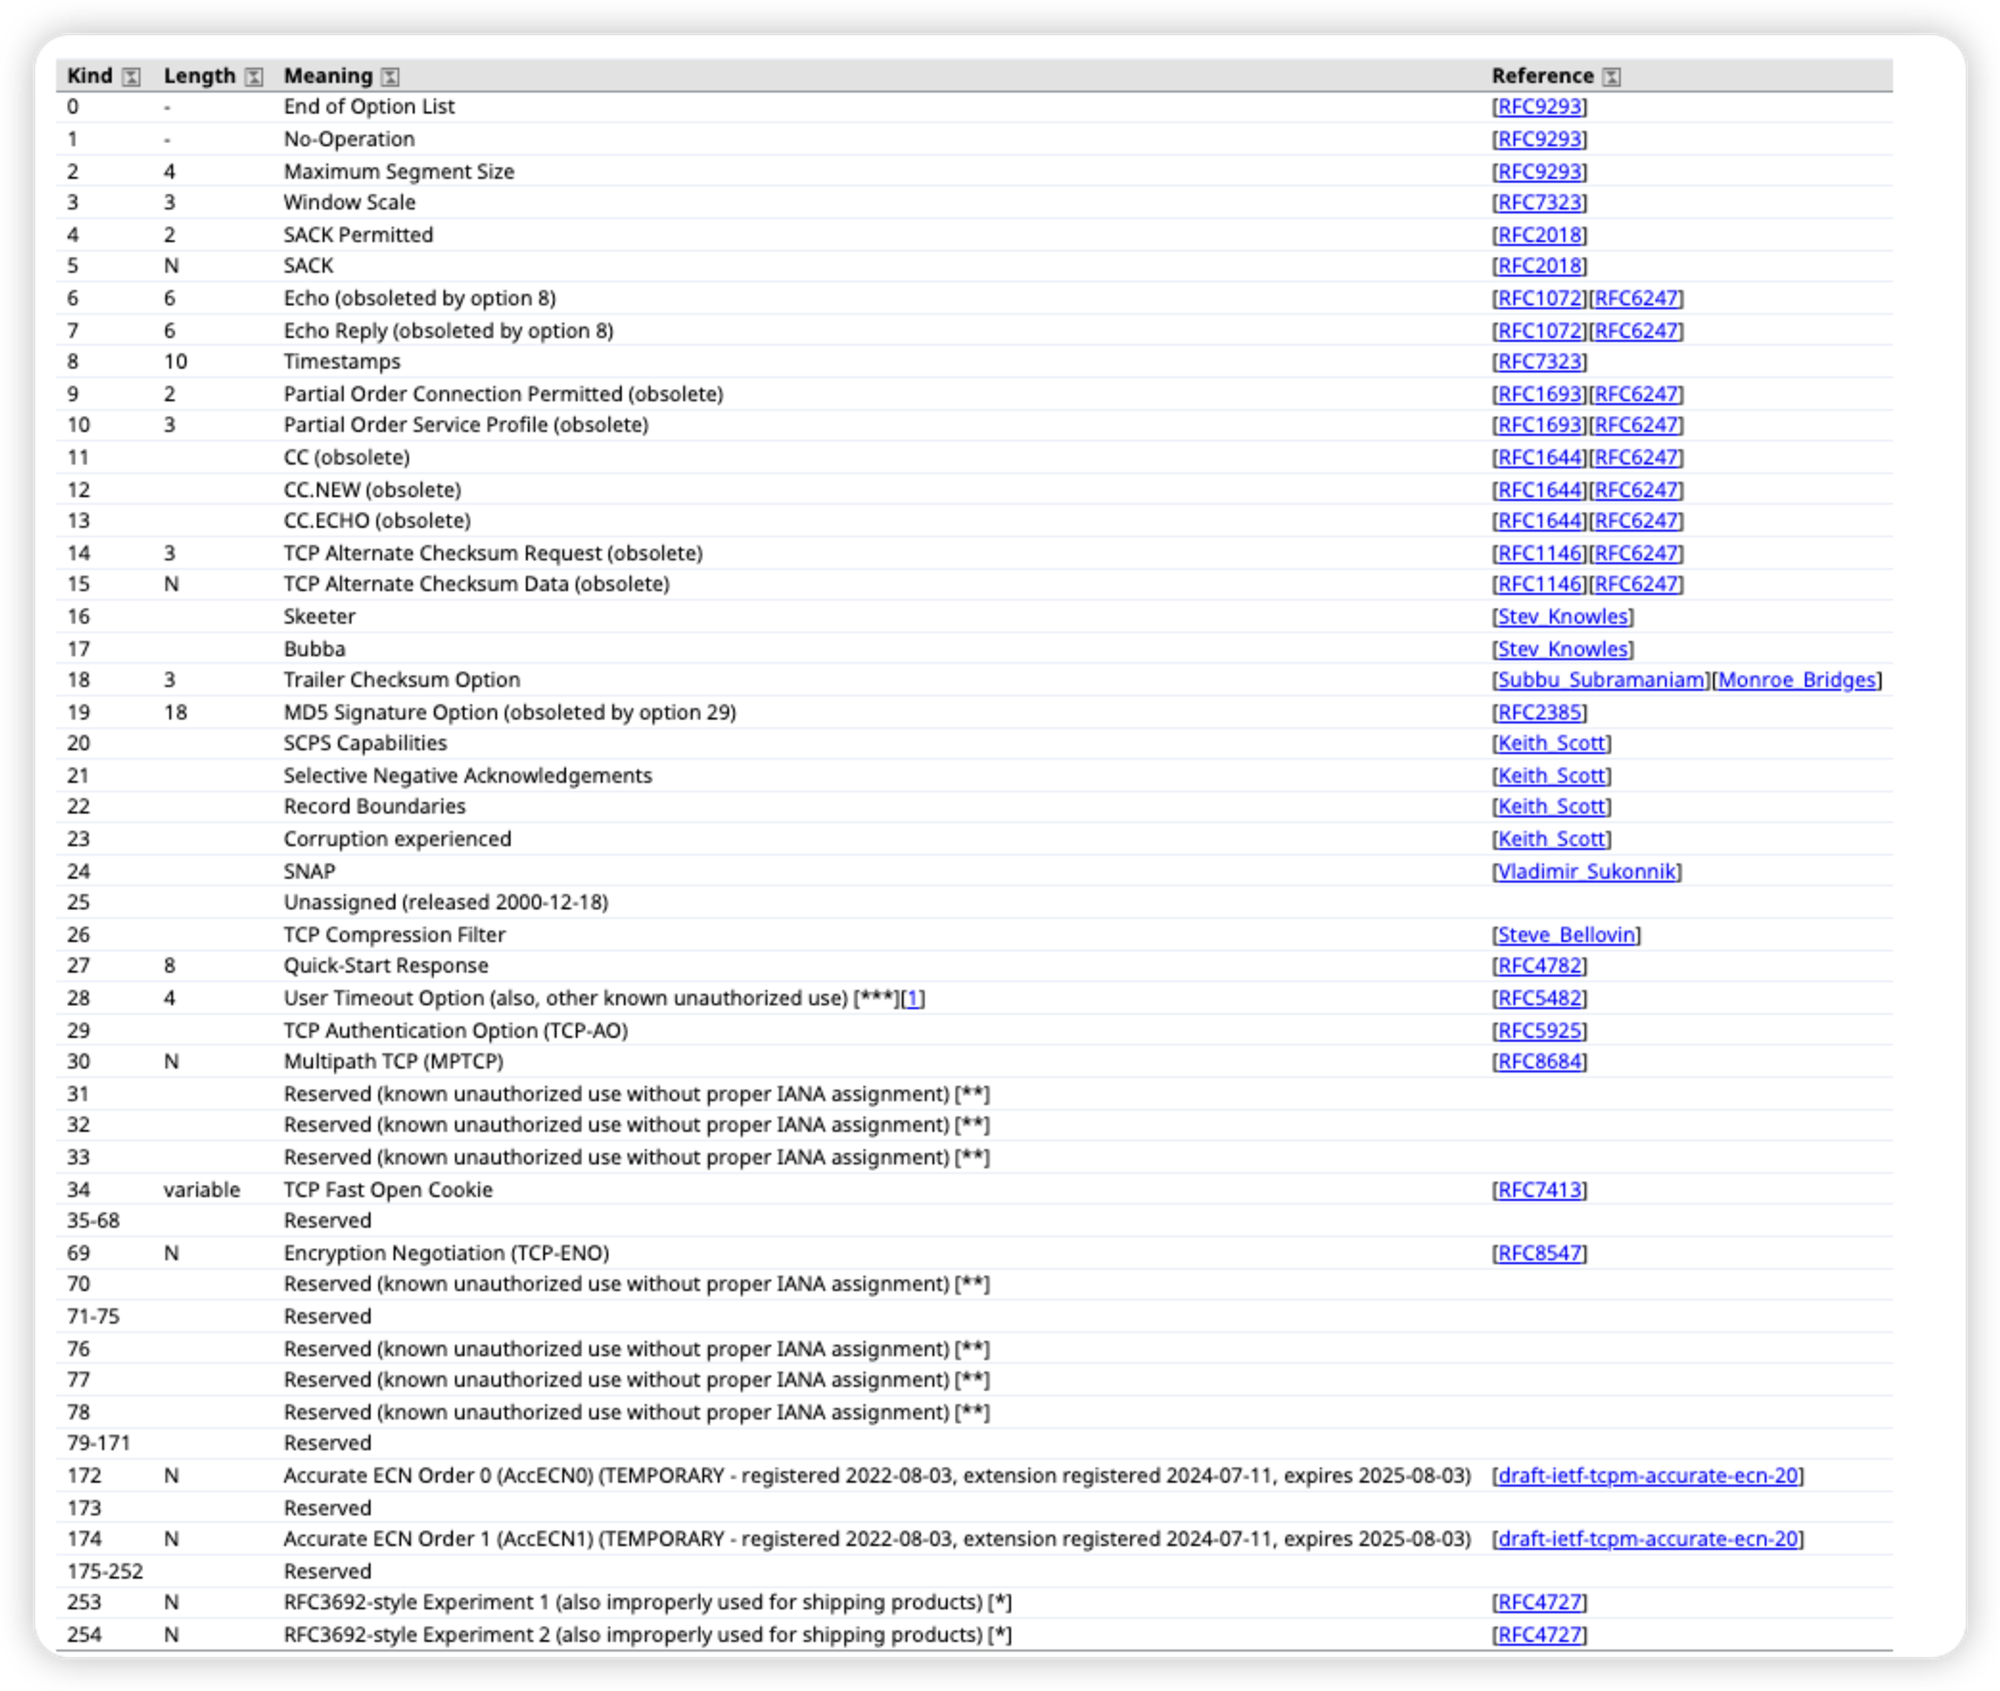 Kind Length Meaning Reference
0 - End of Option List [RFC9293]
1 - No-Operation [RFC9293]
2 4 Maximum Segment Size [RFC9293]
3 3 Window Scale [RFC7323]
4 2 SACK Permitted [RFC2018]
5 N SACK [RFC2018]
6 6 Echo (obsoleted by option 8) [RFC1072][RFC6247]
7 6 Echo Reply (obsoleted by option 8) [RFC1072][RFC6247]
8 10 Timestamps [RFC7323]
9 2 Partial Order Connection Permitted (obsolete) [RFC1693][RFC6247]
10 3 Partial Order Service Profile (obsolete) [RFC1693][RFC6247]
11 CC (obsolete) [RFC1644][RFC6247]
12 CC.NEW (obsolete) [RFC1644][RFC6247]
13 CC.ECHO (obsolete) [RFC1644][RFC6247]
14 3 TCP Alternate Checksum Request (obsolete) [RFC1146][RFC6247]
15 N TCP Alternate Checksum Data (obsolete) [RFC1146][RFC6247]
16 Skeeter [Stev_Knowles]
17 Bubba [Stev_Knowles]
18 3 Trailer Checksum Option [Subbu_Subramaniam][Monroe_Bridges]
19 18 MD5 Signature Option (obsoleted by option 29) [RFC2385]
20 SCPS Capabilities [Keith_Scott]
21 Selective Negative Acknowledgements [Keith_Scott]
22 Record Boundaries [Keith_Scott]
23 Corruption experienced [Keith_Scott]
24 SNAP [Vladimir_Sukonnik]
25 Unassigned (released 2000-12-18)
26 TCP Compression Filter [Steve_Bellovin]
27 8 Quick-Start Response [RFC4782]
28 4 User Timeout Option (also, other known unauthorized use) [***][1] [RFC5482]
29 TCP Authentication Option (TCP-AO) [RFC5925]
30 N Multipath TCP (MPTCP) [RFC8684]
31 Reserved (known unauthorized use without proper IANA assignment) [**]
32 Reserved (known unauthorized use without proper IANA assignment) [**]
33 Reserved (known unauthorized use without proper IANA assignment) [**]
34 variable TCP Fast Open Cookie [RFC7413]
35-68 Reserved
69 N Encryption Negotiation (TCP-ENO) [RFC8547]
70 Reserved (known unauthorized use without proper IANA assignment) [**]
71-75 Reserved
76 Reserved (known unauthorized use without proper IANA assignment) [**]
77 Reserved (known unauthorized use without proper IANA assignment) [**]
78 Reserved (known unauthorized use without proper IANA assignment) [**]
79-171 Reserved
172 N Accurate ECN Order 0 (AccECN0) (TEMPORARY - registered 2022-08-03, extension registered 2024-07-11, expires 2025-08-03) [draft-ietf-tcpm-accurate-ecn-20]
173 Reserved
174 N Accurate ECN Order 1 (AccECN1) (TEMPORARY - registered 2022-08-03, extension registered 2024-07-11, expires 2025-08-03) [draft-ietf-tcpm-accurate-ecn-20]
175-252 Reserved
253 N RFC3692-style Experiment 1 (also improperly used for shipping products) [*] [RFC4727]
254 N RFC3692-style Experiment 2 (also improperly used for shipping products) [*] [RFC4727]